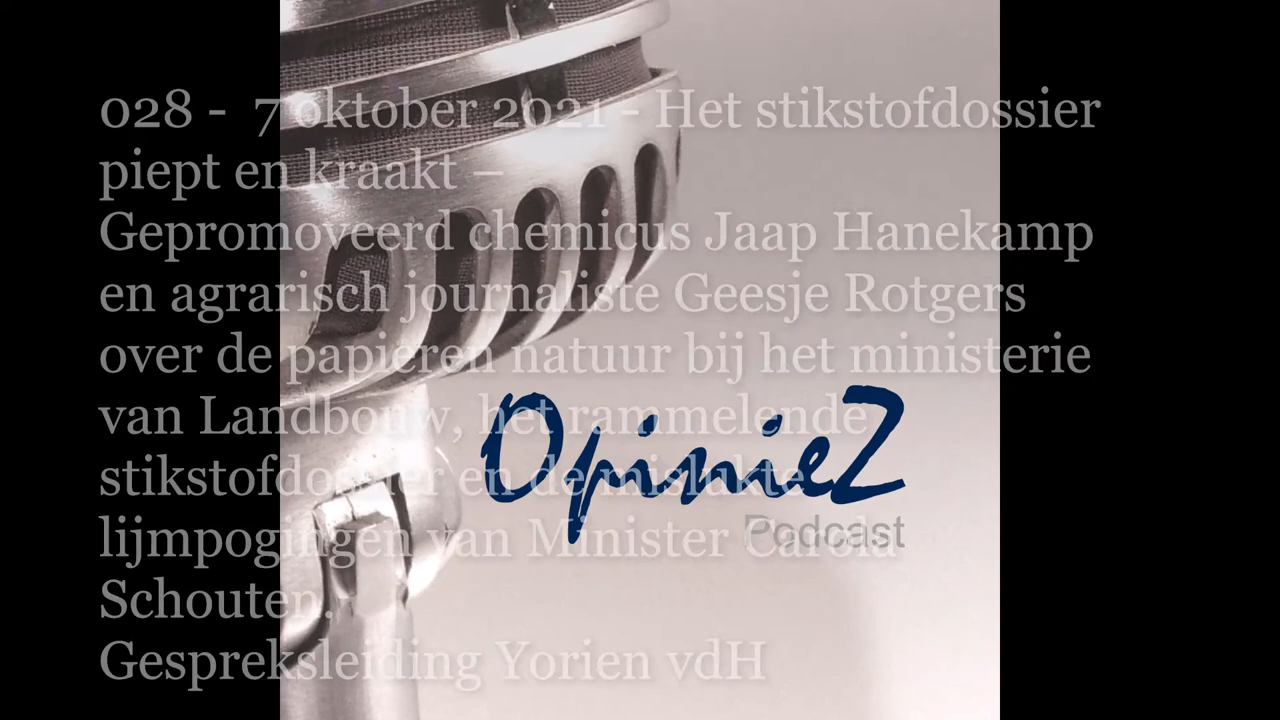 028 -  7 oktober 2021 - Het stikstofdossier
piept en kraakt –
Gepromoveerd chemicus Jaap Hanekamp
en agrarisch journaliste Geesje Rotgers
over de papieren natuur bij het ministerie
van Landbouw, het rammelende
stikstofdossier en de mislukte
lijmpogingen van Minister Carola
Schouten.
Gespreksleiding Yorien vdH
OpinieZ
Podcast